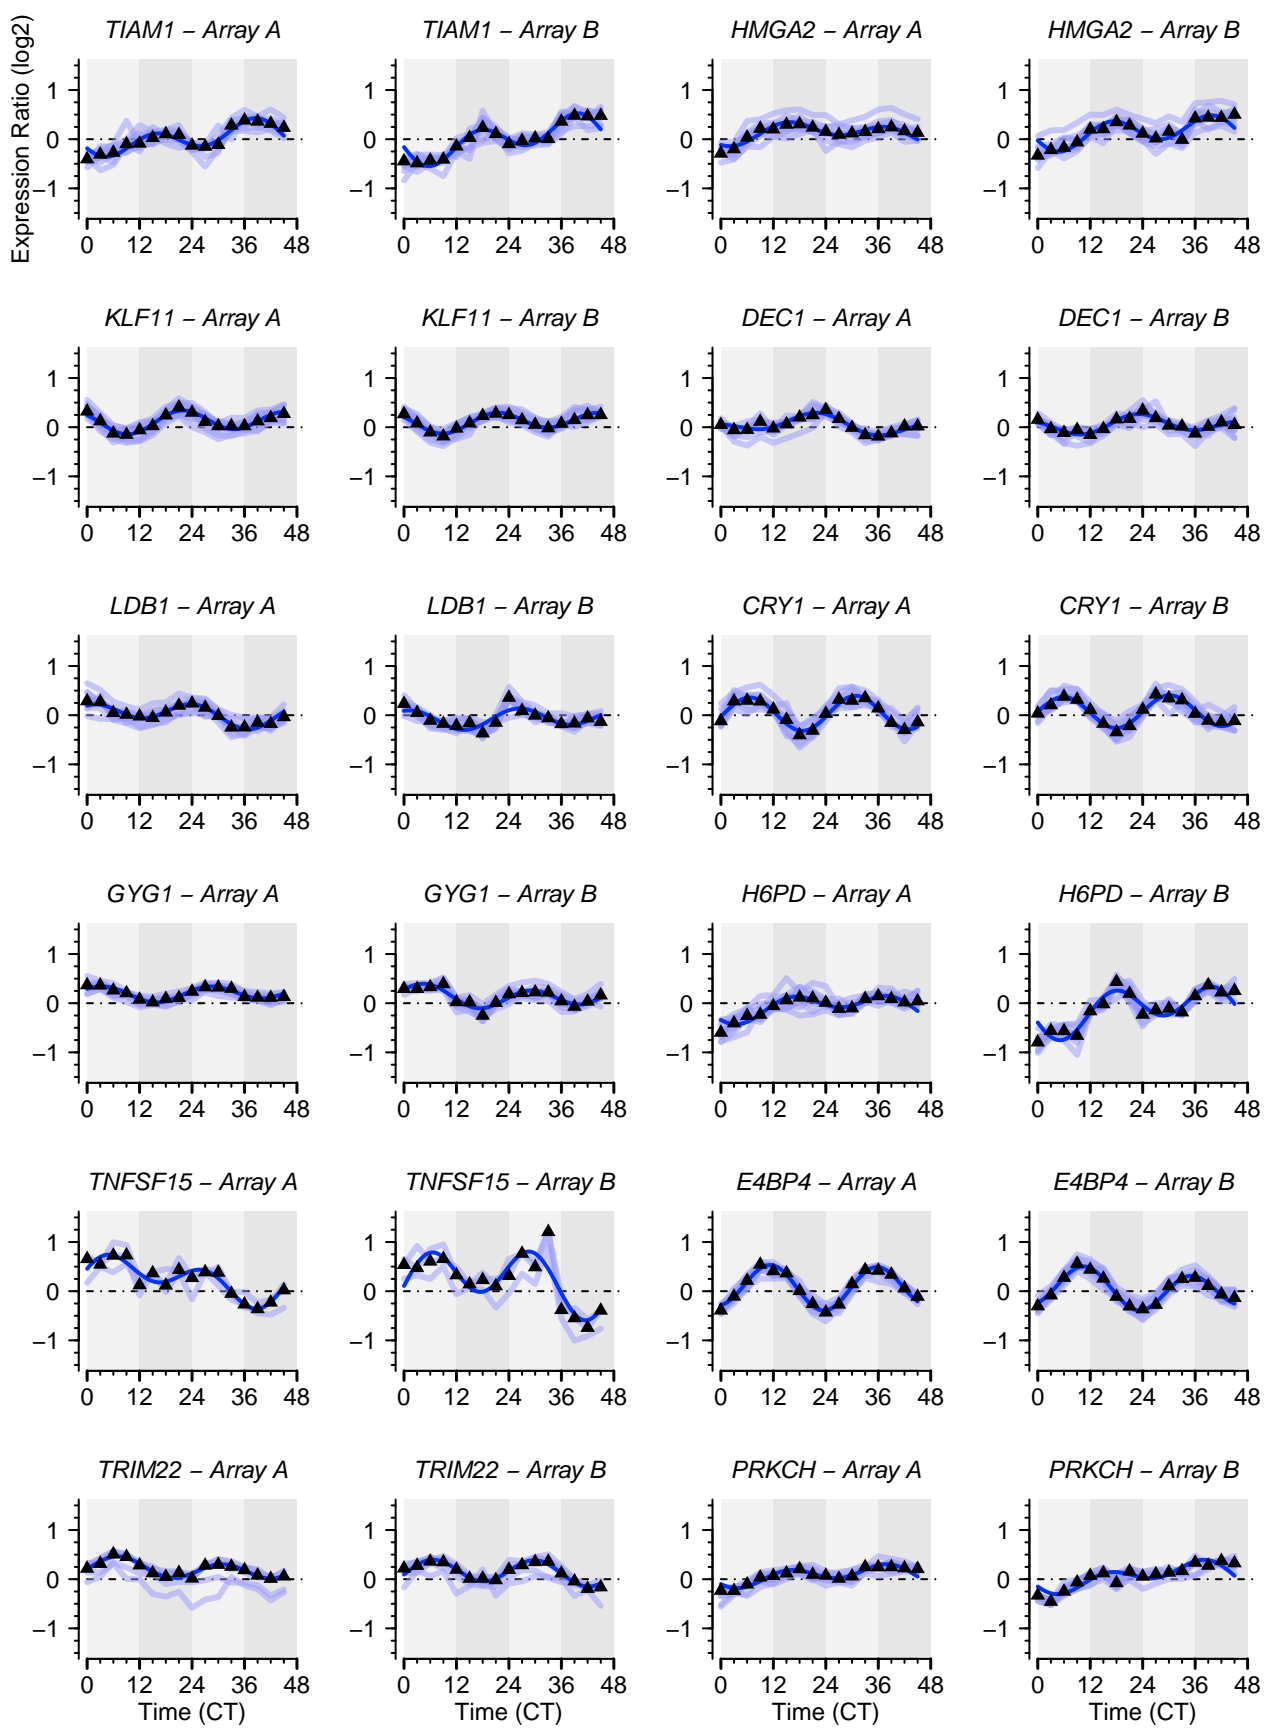 Expression Ratio (log2)
TIAM1 – Array A
TIAM1 – Array B
HMGA2 – Array A
HMGA2 – Array B
1
0
−1
1
0
−1
1
0
−1
1
0
−1
0 12 24 36 48
0 12 24 36 48
0 12 24 36 48
0 12 24 36 48
KLF11 – Array A
KLF11 – Array B
DEC1 – Array A
DEC1 – Array B
1
0
−1
1
0
−1
1
0
−1
1
0
−1
0 12 24 36 48
0 12 24 36 48
0 12 24 36 48
0 12 24 36 48
LDB1 – Array A
LDB1 – Array B
CRY1 – Array A
CRY1 – Array B
1
0
−1
1
0
−1
1
0
−1
1
0
−1
0 12 24 36 48
0 12 24 36 48
0 12 24 36 48
0 12 24 36 48
GYG1 – Array A
GYG1 – Array B
H6PD – Array A
H6PD – Array B
1
0
−1
1
0
−1
1
0
−1
1
0
−1
0 12 24 36 48
0 12 24 36 48
0 12 24 36 48
0 12 24 36 48
TNFSF15 – Array A
TNFSF15 – Array B
E4BP4 – Array A
E4BP4 – Array B
1
0
−1
1
0
−1
1
0
−1
1
0
−1
0 12 24 36 48
0 12 24 36 48
0 12 24 36 48
0 12 24 36 48
TRIM22 – Array A
TRIM22 – Array B
PRKCH – Array A
PRKCH – Array B
1
0
−1
1
0
−1
1
0
−1
1
0
−1
0 12 24 36 48
0 12 24 36 48
0 12 24 36 48
0 12 24 36 48
Time (CT)
Time (CT)
Time (CT)
Time (CT)